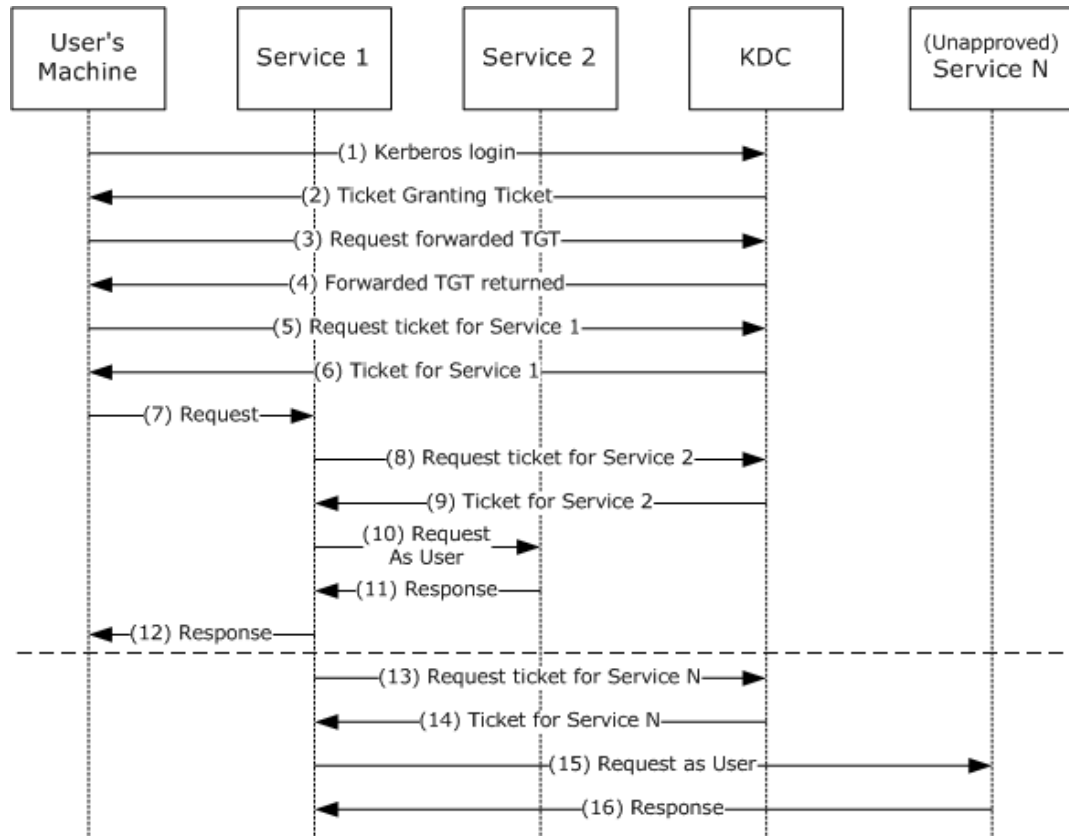 User's
Machine
Service 1
Service 2
KDC
(Unapproved)
Service N
(1) Kerberos login
(2) Ticket Granting Ticket
(3) Request forwarded TGT
(4) Forwarded TGT returned
(5) Request ticket for Service 1
(6) Ticket for Service 1
(7) Request
(8) Request ticket for Service 2
(9) Ticket for Service 2
(10) Request
As User
(11) Response
(12) Response
(13) Request ticket for Service N
(14) Ticket for Service N
(15) Request as User
(16) Response